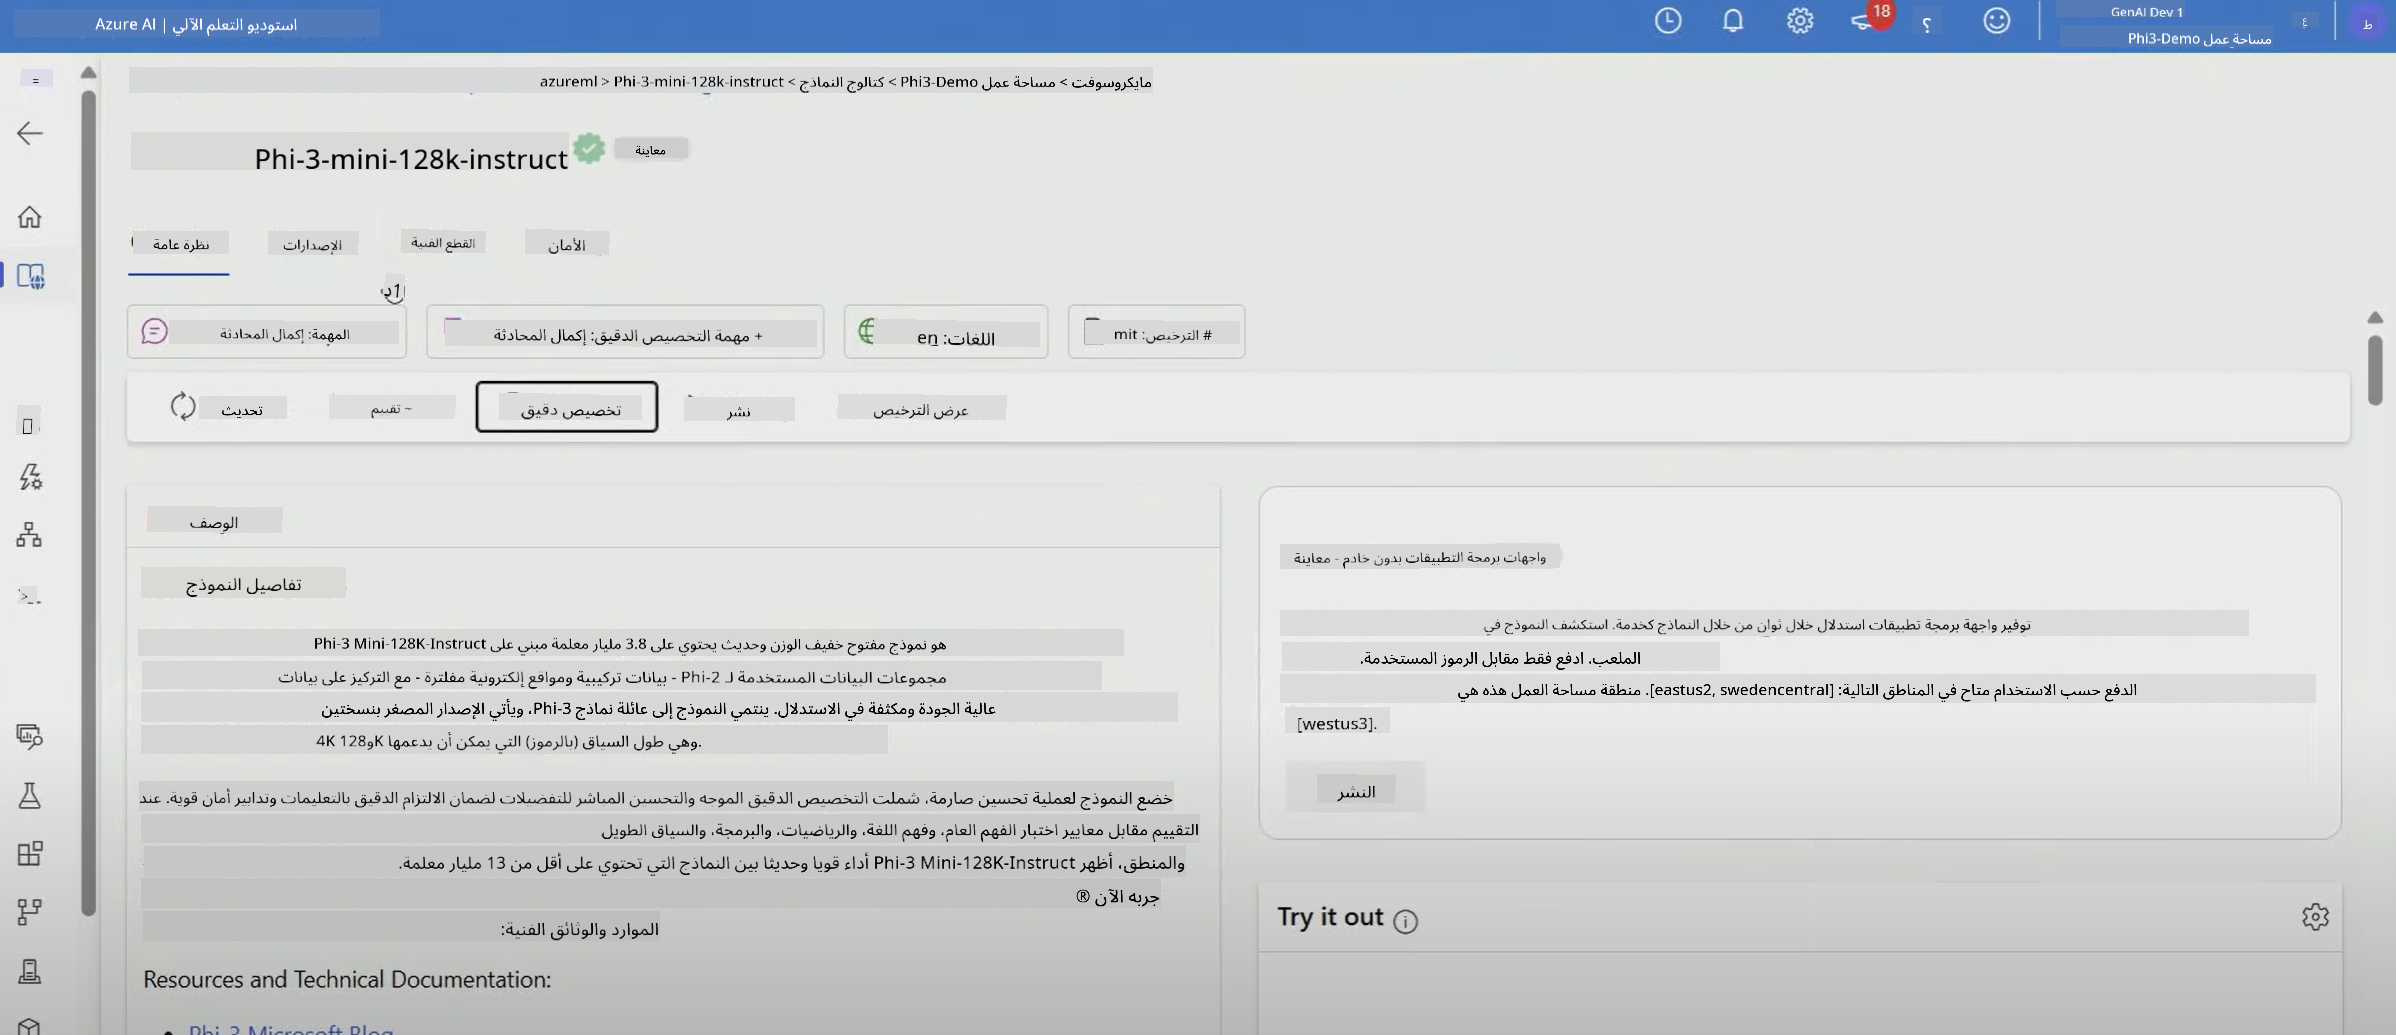 Azure AI | استوديو التعلم الآلي
18
؟
GenAI Dev 1
مساحة عمل Phi3-Demo
ع
ط
مايكروسوفت > مساحة عمل Phi3-Demo > كتالوج النماذج > azureml > Phi-3-mini-128k-instruct
Phi-3-mini-128k-instruct
معاينة
نظرة عامة
الإصدارات
القطع الفنية
الأمان
المهمة: إكمال المحادثة
+ مهمة التخصيص الدقيق: إكمال المحادثة
اللغات: en
# الترخيص: mit
تحديث
~ تقييم
تخصيص دقيق
نشر
عرض الترخيص
الوصف
تفاصيل النموذج
هو نموذج مفتوح خفيف الوزن وحديث يحتوي على 3.8 مليار معلمة مبني على Phi-3 Mini-128K-Instruct
مجموعات البيانات المستخدمة لـ Phi-2 - بيانات تركيبية ومواقع إلكترونية مفلترة - مع التركيز على بيانات
عالية الجودة ومكثفة في الاستدلال. ينتمي النموذج إلى عائلة نماذج Phi-3، ويأتي الإصدار المصغر بنسختين
4K و128K وهي طول السياق (بالرموز) التي يمكن أن يدعمها.
خضع النموذج لعملية تحسين صارمة، شملت التخصيص الدقيق الموجه والتحسين المباشر للتفضيلات لضمان الالتزام الدقيق بالتعليمات وتدابير أمان قوية. عند
التقييم مقابل معايير اختبار الفهم العام، وفهم اللغة، والرياضيات، والبرمجة، والسياق الطويل
والمنطق، أظهر Phi-3 Mini-128K-Instruct أداء قويا وحديثا بين النماذج التي تحتوي على أقل من 13 مليار معلمة.
جربه الآن ®
الموارد والوثائق الفنية:
Resources and Technical Documentation:
Phi-3 Microsoft Blog
واجهات برمجة التطبيقات بدون خادم - معاينة
توفير واجهة برمجة تطبيقات استدلال خلال ثوان من خلال النماذج كخدمة. استكشف النموذج في
الملعب. ادفع فقط مقابل الرموز المستخدمة.
الدفع حسب الاستخدام متاح في المناطق التالية: [eastus2, swedencentral]. منطقة مساحة العمل هذه هي
[westus3].
النشر
Try it out